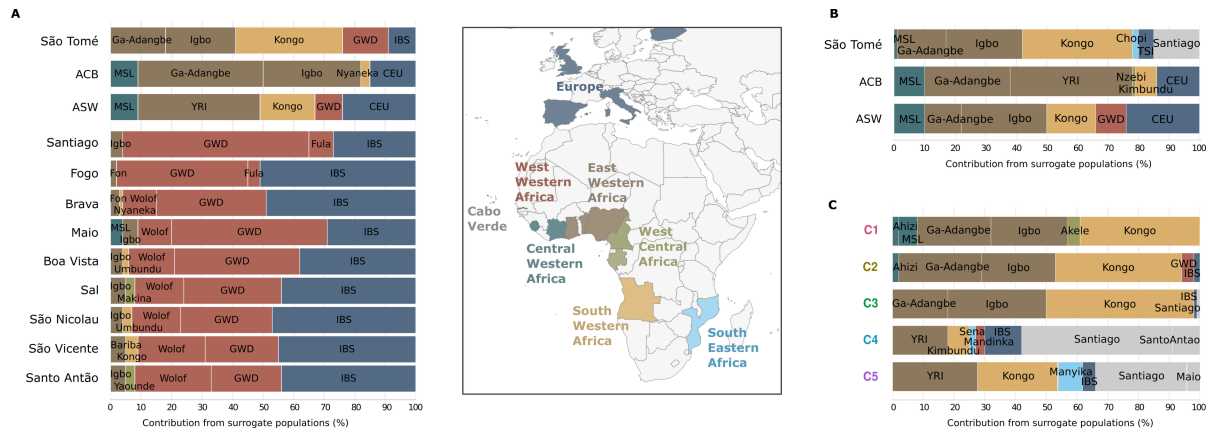 A
São Tomé Ga-Adangbe Igbo Kongo GWD IBS
ACB MSL Ga-Adangbe Igbo Nyaneka CEU
ASW MSL YRI Kongo GWD CEU
Santiago Igbo GWD Fula IBS
Fogo Fon GWD Fula IBS
Brava Fon Wolof GWD IBS
Nyaneka
Maio MSL Wolof GWD IBS
Igbo
Boa Vista Igbo Wolof GWD IBS
Umbundu
Sal Igbo Wolof GWD IBS
Makina
São Nicolau Igbo Wolof GWD IBS
Umbundu
São Vicente Bariba Wolof GWD IBS
Kongo
Santo Antão Igbo Wolof GWD IBS
Yaounde
0 10 20 30 40 50 60 70 80 90 100
Contribution from surrogate populations (%)
Europe
West
Western
Africa
East
Western
Africa
Cabo
Verde
Central
Western
Africa
West
Central
Africa
South
Western
Africa
South
Eastern
Africa
B
São Tomé MSL Igbo Kongo Chopi Santiago
Ga-Adangbe TSI
ACB MSL Ga-Adangbe YRI Nzebi CEU
Kimbundu
ASW MSL Ga-Adangbe Igbo Kongo GWD CEU
0 10 20 30 40 50 60 70 80 90 100
Contribution from surrogate populations (%)
C
C1 Ahizi Ga-Adangbe Igbo Akele Kongo
MSL
C2 Ahizi Ga-Adangbe Igbo Kongo GWD
IBS
C3 Ga-Adangbe Igbo Kongo IBS
Santiago
C4 YRI Sena IBS Santiago SantoAntao
Kimbundu Mandinka
C5 YRI Kongo Manyika Santiago Maio
IBS
0 10 20 30 40 50 60 70 80 90 100
Contribution from surrogate populations (%)